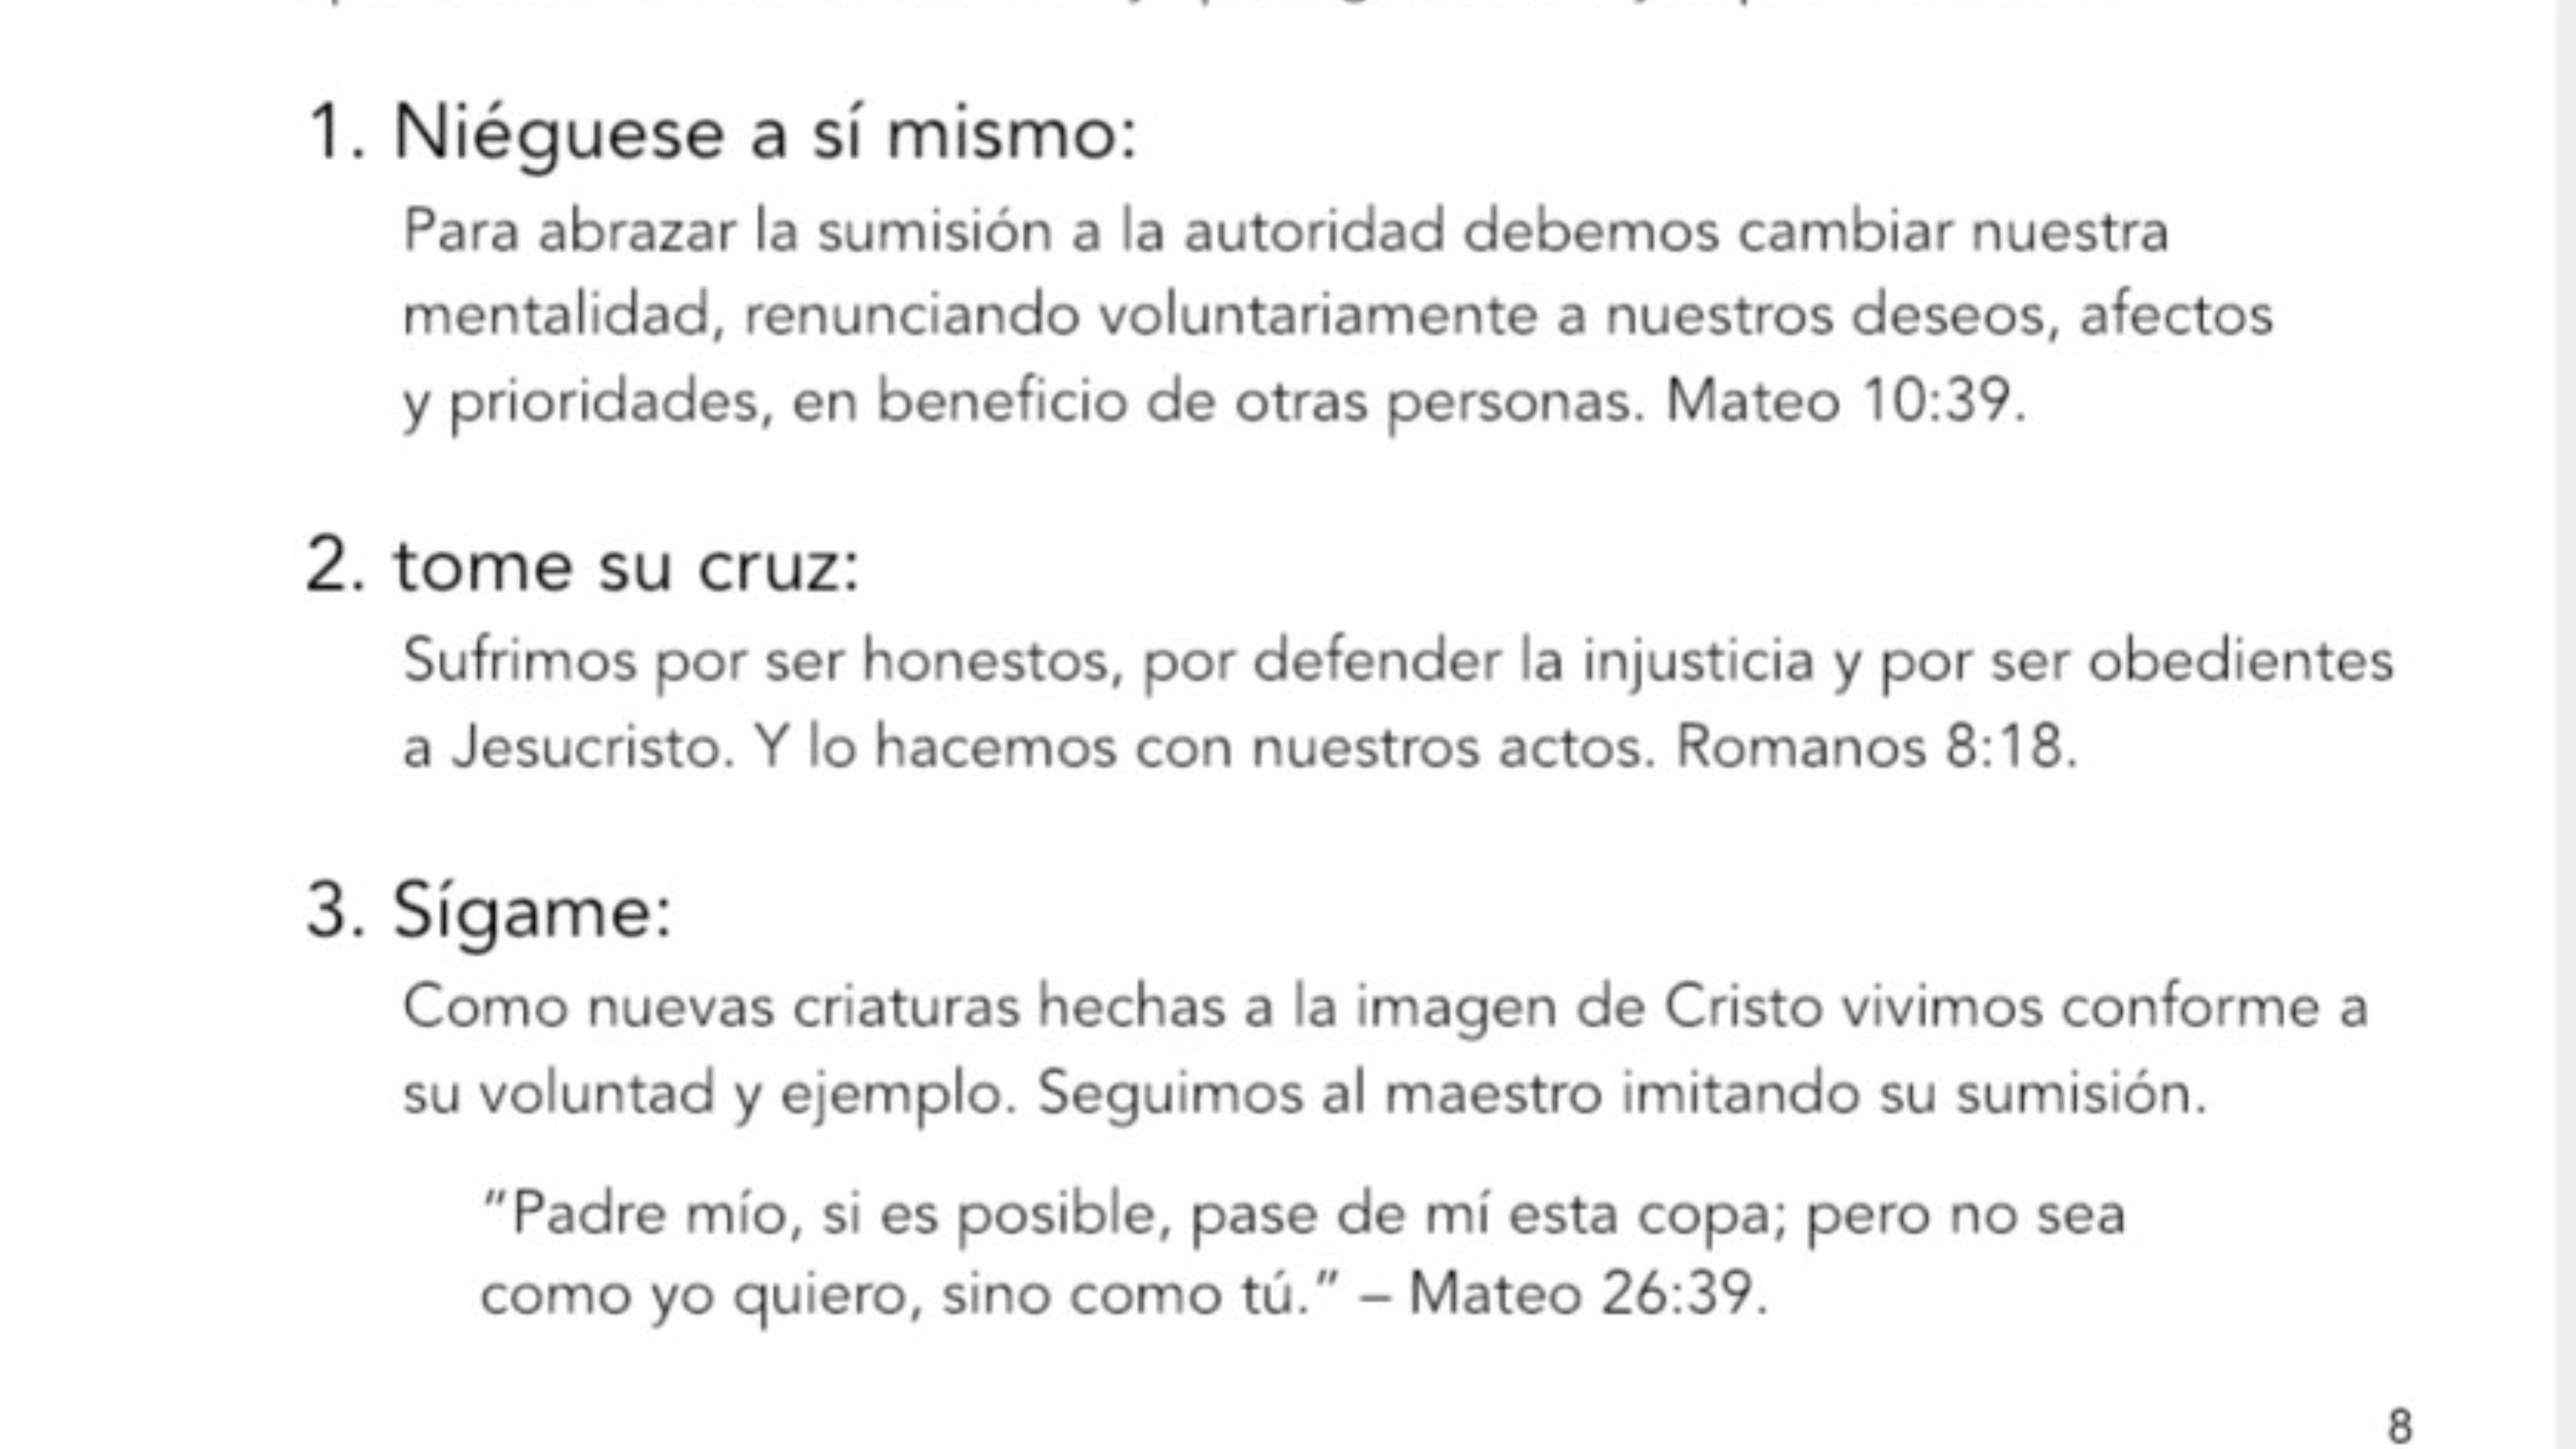 1. Niéguese a sí mismo:
Para abrazar la sumisión a la autoridad debemos cambiar nuestra
mentalidad, renunciando voluntariamente a nuestros deseos, afectos
y prioridades, en beneficio de otras personas. Mateo 10:39.
2. tome su cruz:
Sufrimos por ser honestos, por defender la injusticia y por ser obedientes
a Jesucristo. Y lo hacemos con nuestros actos. Romanos 8:18.
3. Sígame:
Como nuevas criaturas hechas a la imagen de Cristo vivimos conforme a
su voluntad y ejemplo. Seguimos al maestro imitando su sumisión.
"Padre mío, si es posible, pase de mí esta copa; pero no sea
como yo quiero, sino como tú." – Mateo 26:39.
8